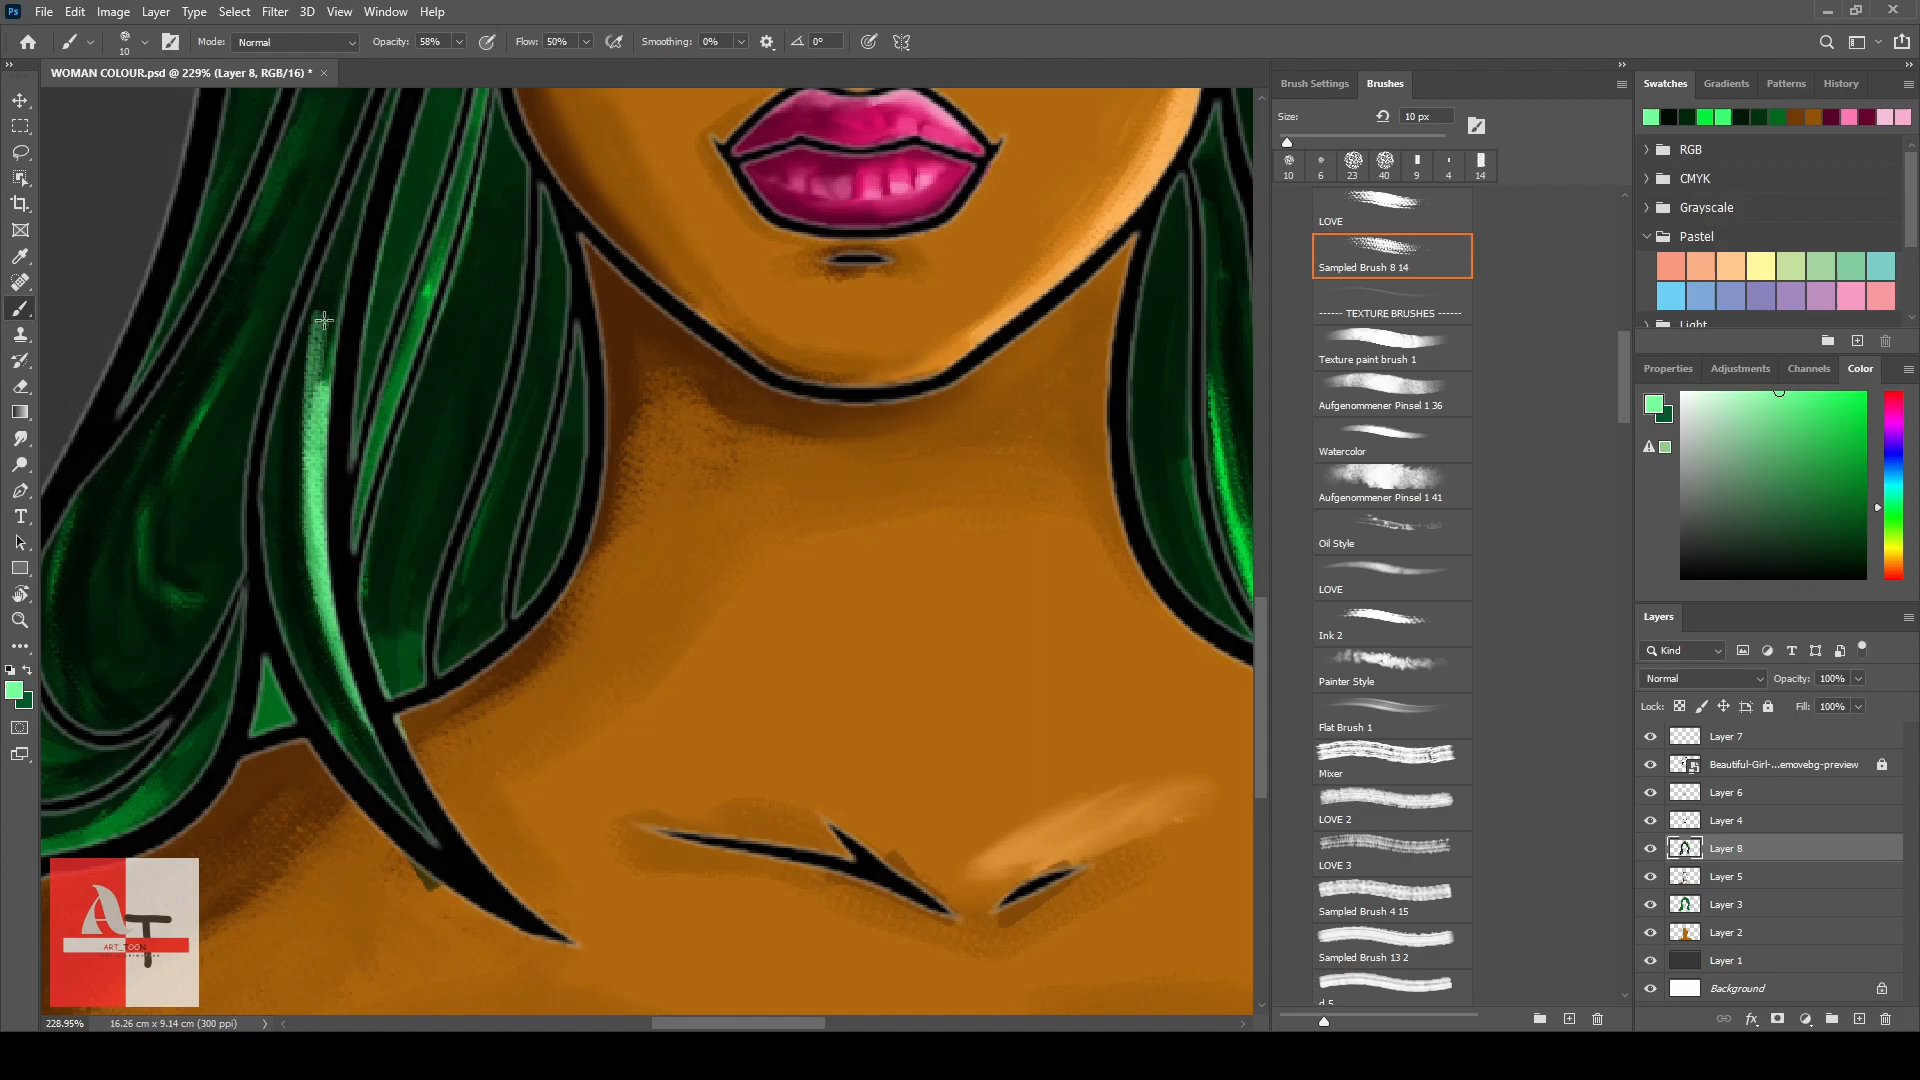 Ps File Edit Image Layer Type Select Filter 3D View Window Help
10 Mode: Normal Opacity: 58% Flow: 50% Smoothing: 0% 0°
WOMAN COLOUR.psd @ 229% (Layer 8, RGB/16) * ×
Brush Settings Brushes
Size: 10 px
10 6 23 40 9 4 14
LOVE
Sampled Brush 8 14
------ TEXTURE BRUSHES ------
Texture paint brush 1
Aufgenommener Pinsel 1 36
Watercolor
Aufgenommener Pinsel 1 41
Oil Style
LOVE
Ink 2
Painter Style
Flat Brush 1
Mixer
LOVE 2
LOVE 3
Sampled Brush 4 15
Sampled Brush 13 2
d 5
Swatches Gradients Patterns History
RGB
CMYK
Grayscale
Pastel
Light
Properties Adjustments Channels Color
Layers
Kind
Normal Opacity: 100%
Lock: Fill: 100%
Layer 7
Beautiful-Girl-...emovebg-preview
Layer 6
Layer 4
Layer 8
Layer 5
Layer 3
Layer 2
Layer 1
Background
AT
ART_TOON
228.95% 16.26 cm x 9.14 cm (300 ppi)